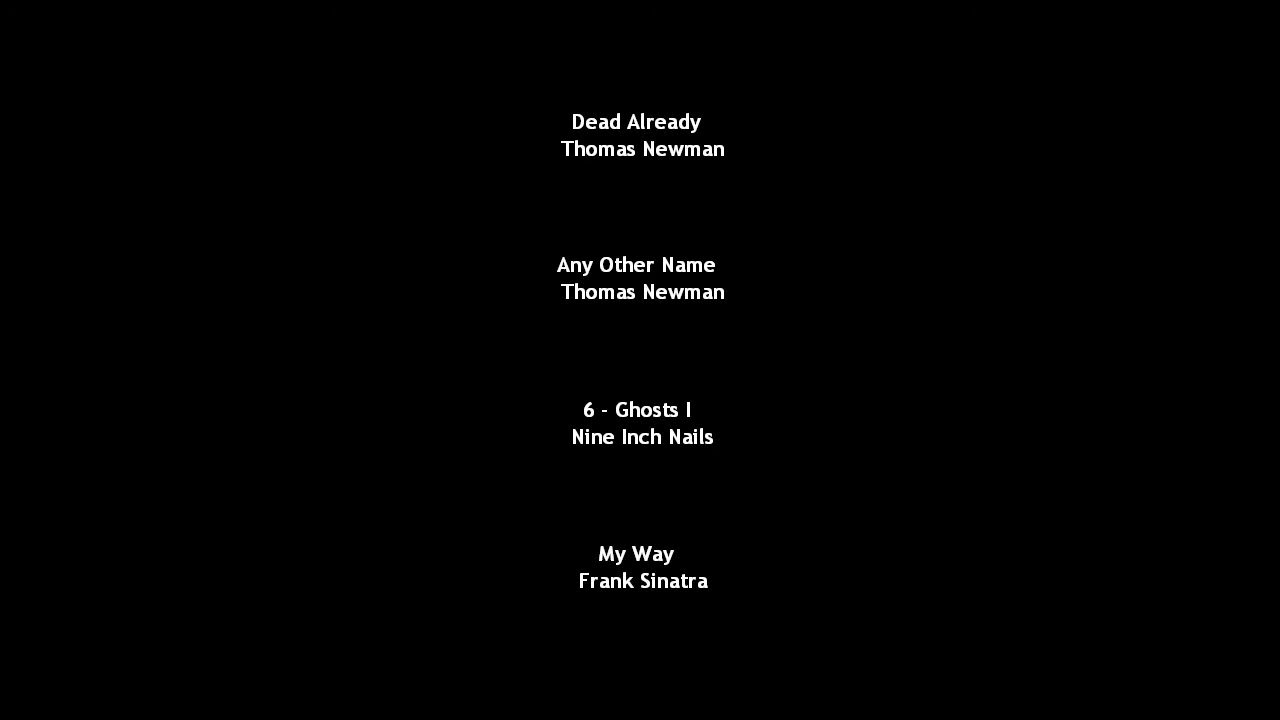 Dead Already
Thomas Newman
Any Other Name
Thomas Newman
6 - Ghosts I
Nine Inch Nails
My Way
Frank Sinatra